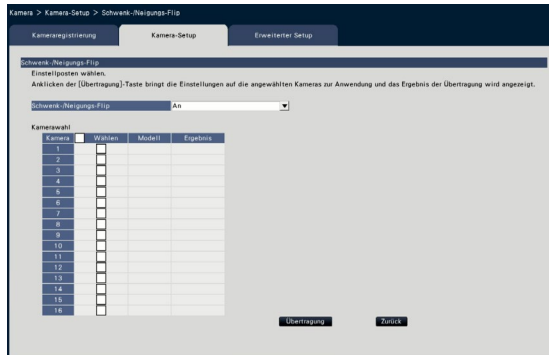 Kamera > Kamera-Setup > Schwenk-/Neigungs-Flip
Kameraregistrierung Kamera-Setup Erweiterter Setup
Schwenk-/Neigungs-Flip
Einstellposten wählen.
Anklicken der [Übertragung]-Taste bringt die Einstellungen auf die angewählten Kameras zur Anwendung und das Ergebnis der Übertragung wird angezeigt.
Schwenk-/Neigungs-Flip An
Kamerawahl
Kamera Wählen Modell Ergebnis
1
2
3
4
5
6
7
8
9
10
11
12
13
14
15
16
Übertragung Zurück